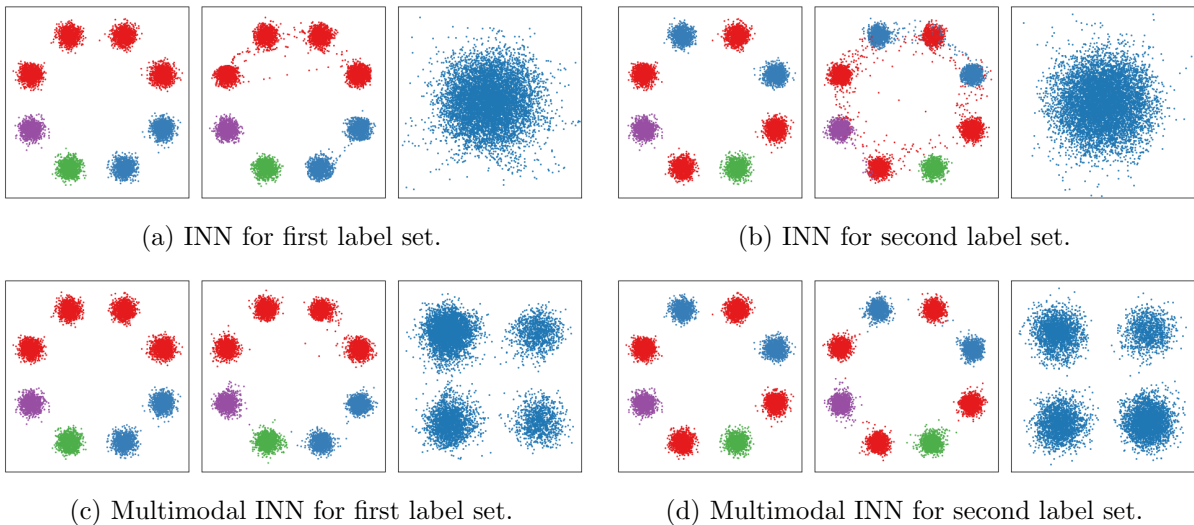 (a) INN for first label set.
(b) INN for second label set.
(c) Multimodal INN for first label set.
(d) Multimodal INN for second label set.